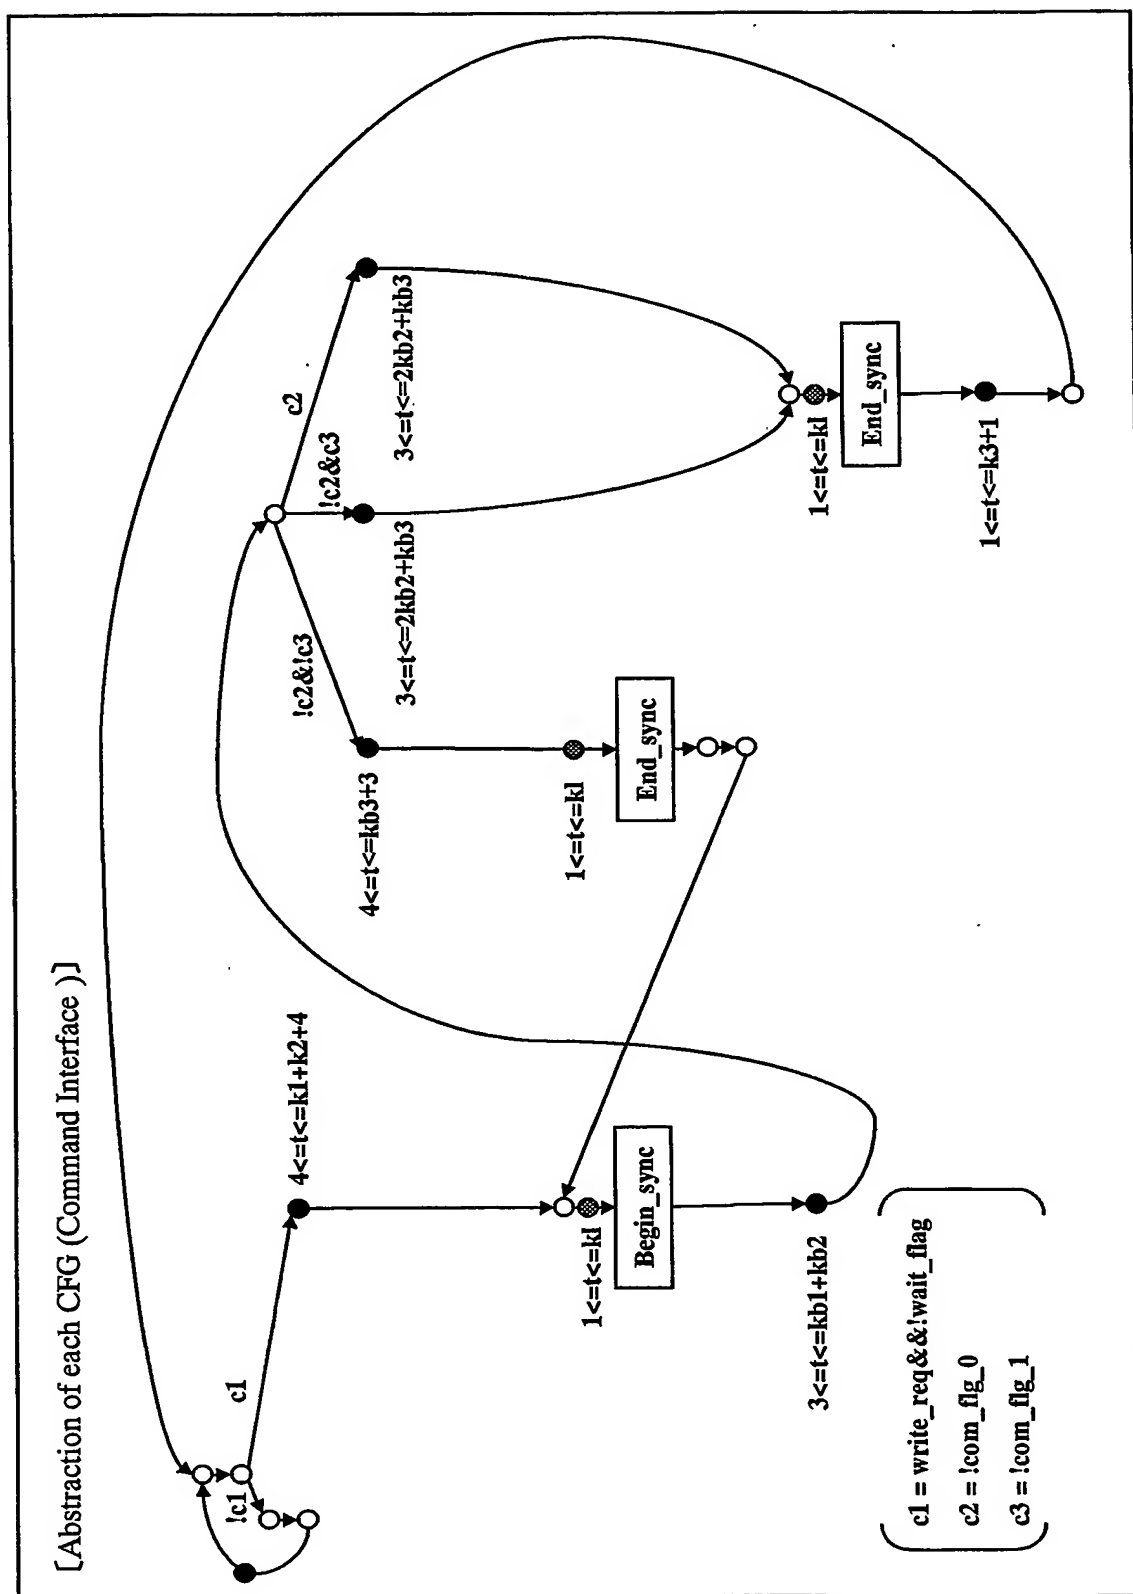 [Abstraction of each CFG (Command Interface )]
!c1
c1
4<=t<=k1+k2+4
1<=t<=kl
Begin_sync
3<=t<=kb1+kb2
!c2&!c3
4<=t<=kb3+3
1<=t<=kl
End_sync
!c2&c3
3<=t<=2kb2+kb3
c2
3<=t<=2kb2+kb3
1<=t<=kl
End_sync
1<=t<=k3+1
c1 = write_req&&!wait_flag
c2 = !com_flg_0
c3 = !com_flg_1